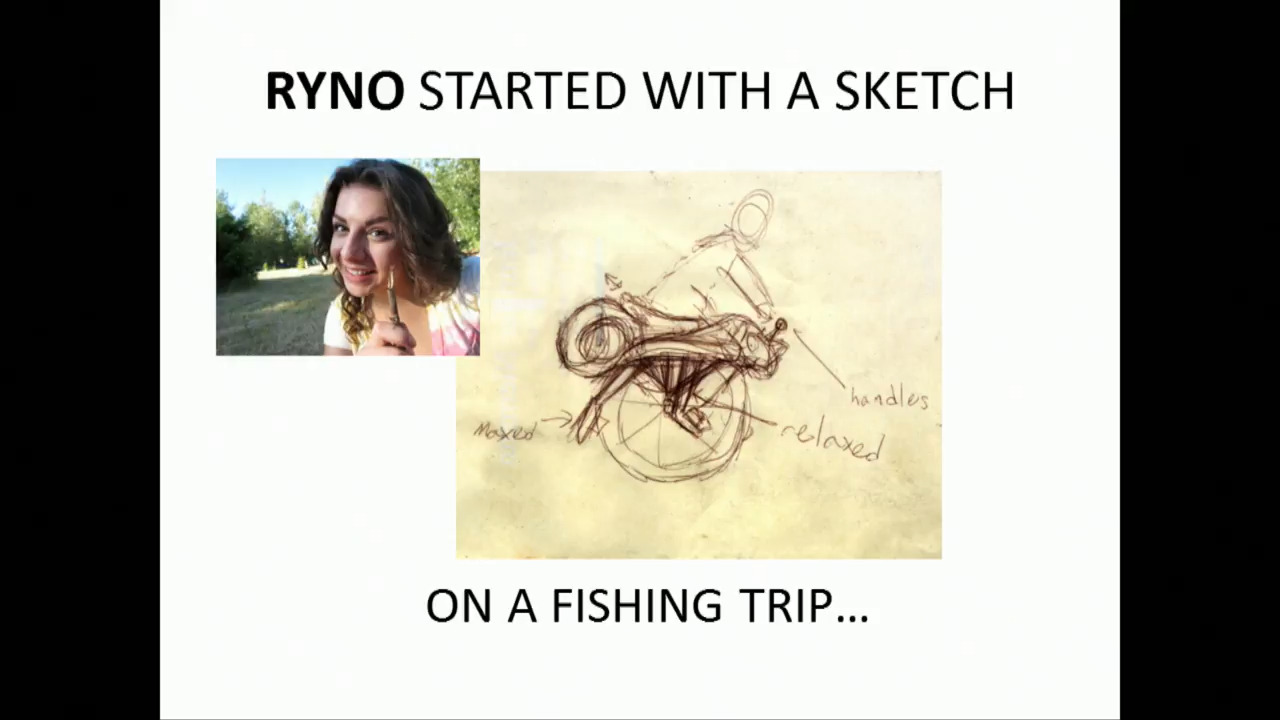 RYNO STARTED WITH A SKETCH
handles
Maxed
relaxed
ON A FISHING TRIP...